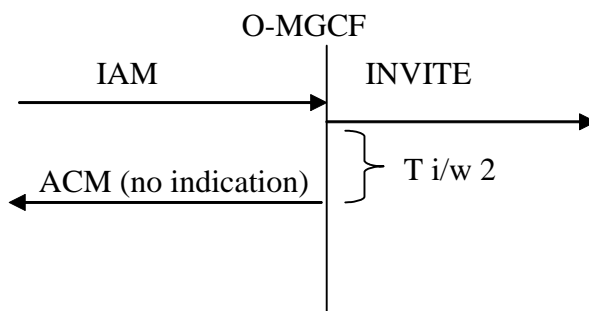 O-MGCF
IAM
INVITE
ACM (no indication)
T i/w 2